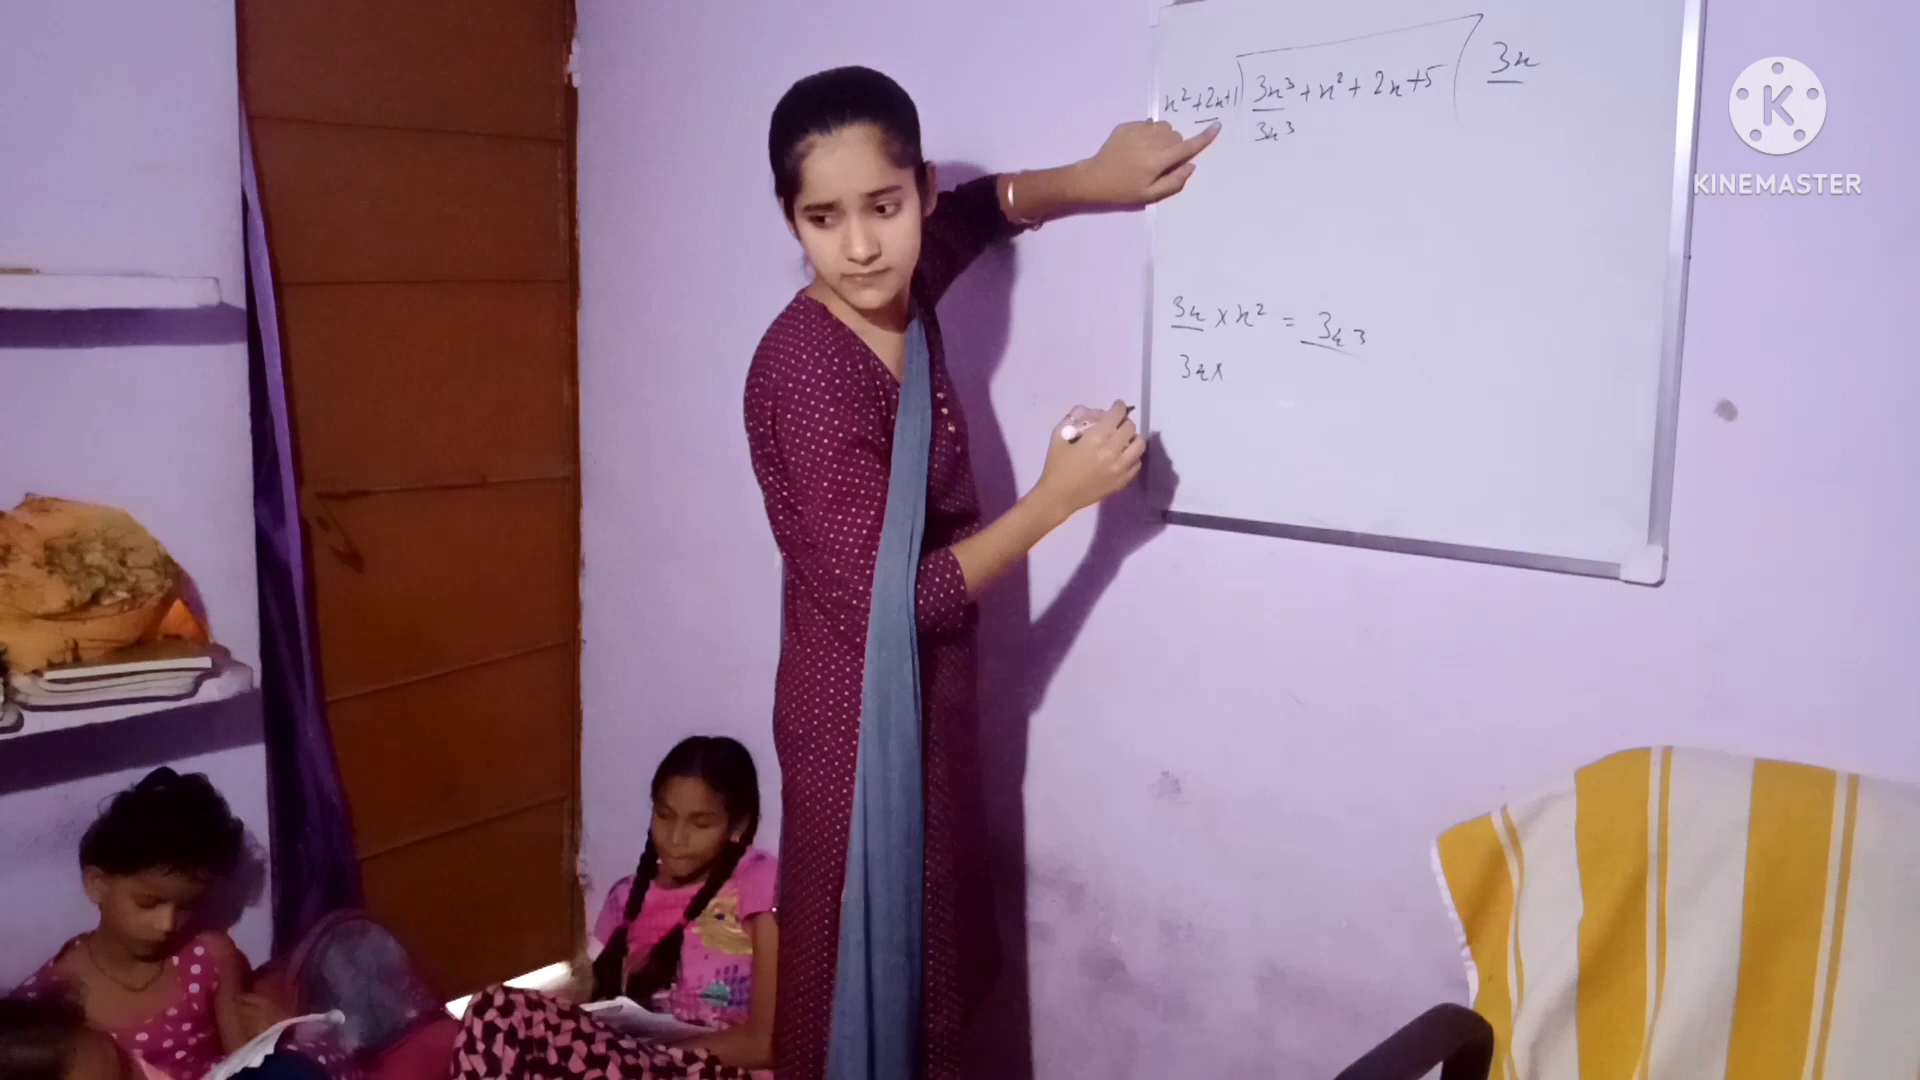 x² + 2x + 1 ) 3x³ + x² + 2x + 5 ( 3x
3x³
3x × x² = 3x³
3x ×
K
KINEMASTER